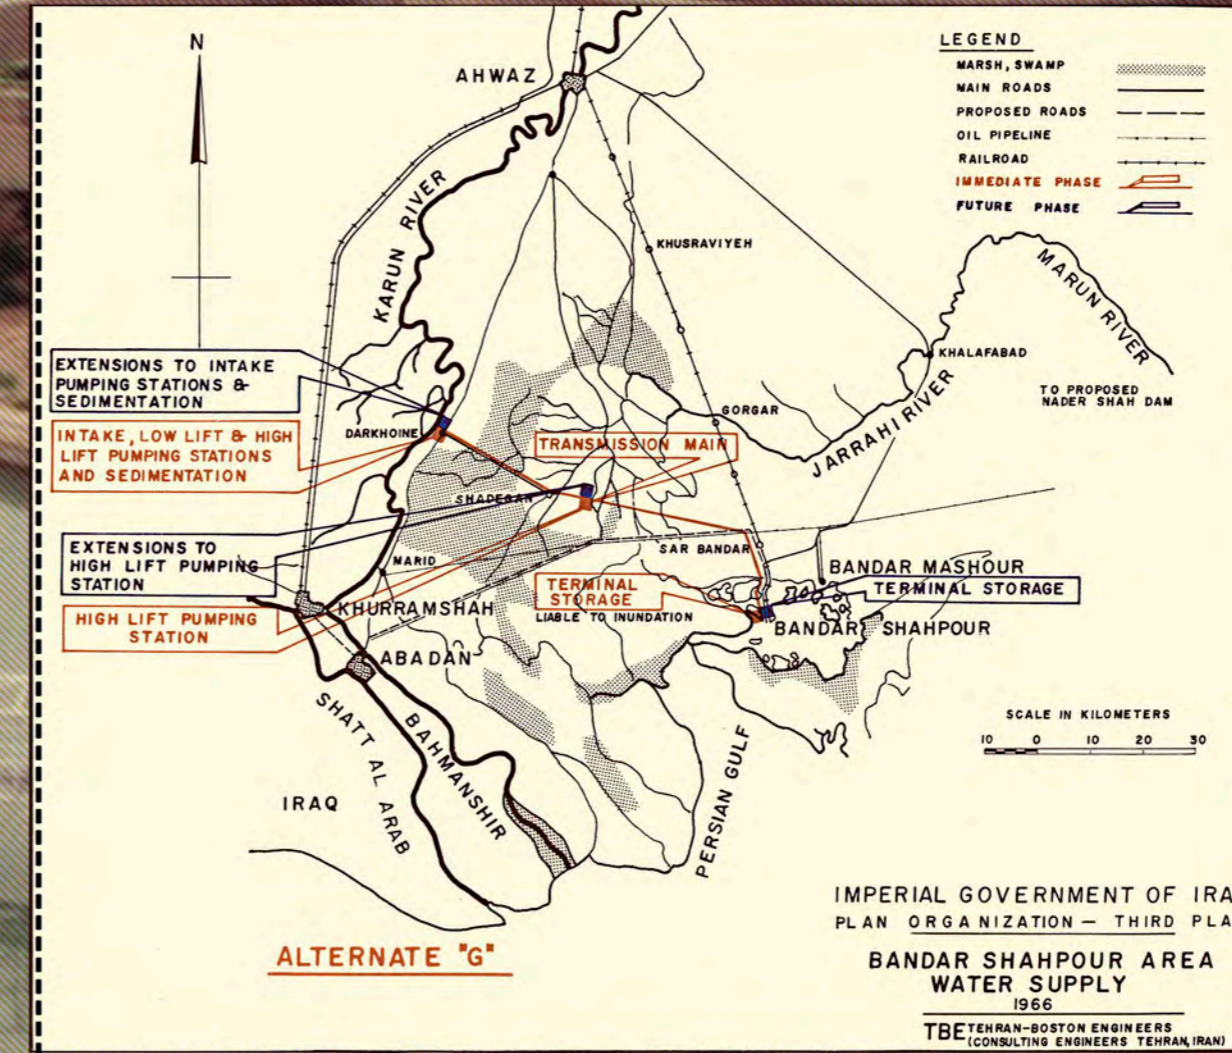 N
AHWAZ
LEGEND
MARSH, SWAMP
MAIN ROADS
PROPOSED ROADS
OIL PIPELINE
RAILROAD
IMMEDIATE PHASE
FUTURE PHASE
KARUN RIVER
KHUSRAVIYEH
MARUN RIVER
KHALAFABAD
TO PROPOSED
NADER SHAH DAM
EXTENSIONS TO INTAKE
PUMPING STATIONS &
SEDIMENTATION
INTAKE, LOW LIFT & HIGH
LIFT PUMPING STATIONS
AND SEDIMENTATION
DARKHOINE
GORGAR
JARRAHI RIVER
TRANSMISSION MAIN
SHADEGAN
EXTENSIONS TO
HIGH LIFT PUMPING
STATION
MARID
SAR BANDAR
BANDAR MASHOUR
TERMINAL
STORAGE
TERMINAL STORAGE
LIABLE TO INUNDATION
BANDAR SHAHPOUR
KHURRAMSHAH
HIGH LIFT PUMPING
STATION
ABADAN
SHATT AL ARAB
BAHMANSHIR
PERSIAN GULF
IRAQ
SCALE IN KILOMETERS
10 0 10 20 30
ALTERNATE "G"
IMPERIAL GOVERNMENT OF IRA
PLAN ORGANIZATION — THIRD PLA
BANDAR SHAHPOUR AREA
WATER SUPPLY
1966
TBE TEHRAN-BOSTON ENGINEERS
(CONSULTING ENGINEERS TEHRAN, IRAN)